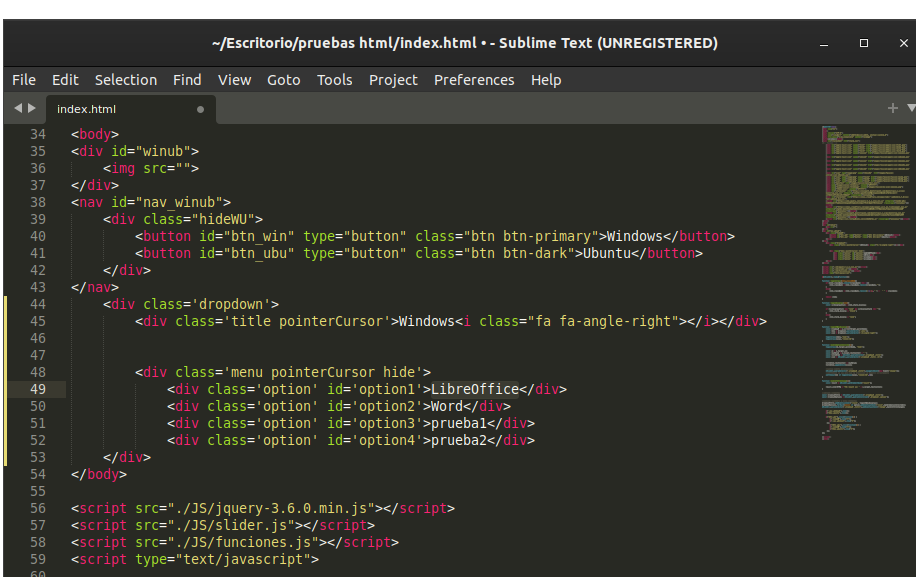 ~/Escritorio/pruebas html/index.html • - Sublime Text (UNREGISTERED)
File Edit Selection Find View Goto Tools Project Preferences Help
index.html
34 <body>
35 <div id="winub">
36 <img src="">
37 </div>
38 <nav id="nav_winub">
39 <div class="hideWU">
40 <button id="btn_win" type="button" class="btn btn-primary">Windows</button>
41 <button id="btn_ubu" type="button" class="btn btn-dark">Ubuntu</button>
42 </div>
43 </nav>
44 <div class='dropdown'>
45 <div class='title pointerCursor'>Windows<i class="fa fa-angle-right"></i></div>
46
47
48 <div class='menu pointerCursor hide'>
49 <div class='option' id='option1'>LibreOffice</div>
50 <div class='option' id='option2'>Word</div>
51 <div class='option' id='option3'>prueba1</div>
52 <div class='option' id='option4'>prueba2</div>
53 </div>
54 </body>
55
56 <script src="./JS/jquery-3.6.0.min.js"></script>
57 <script src="./JS/slider.js"></script>
58 <script src="./JS/funciones.js"></script>
59 <script type="text/javascript">
60